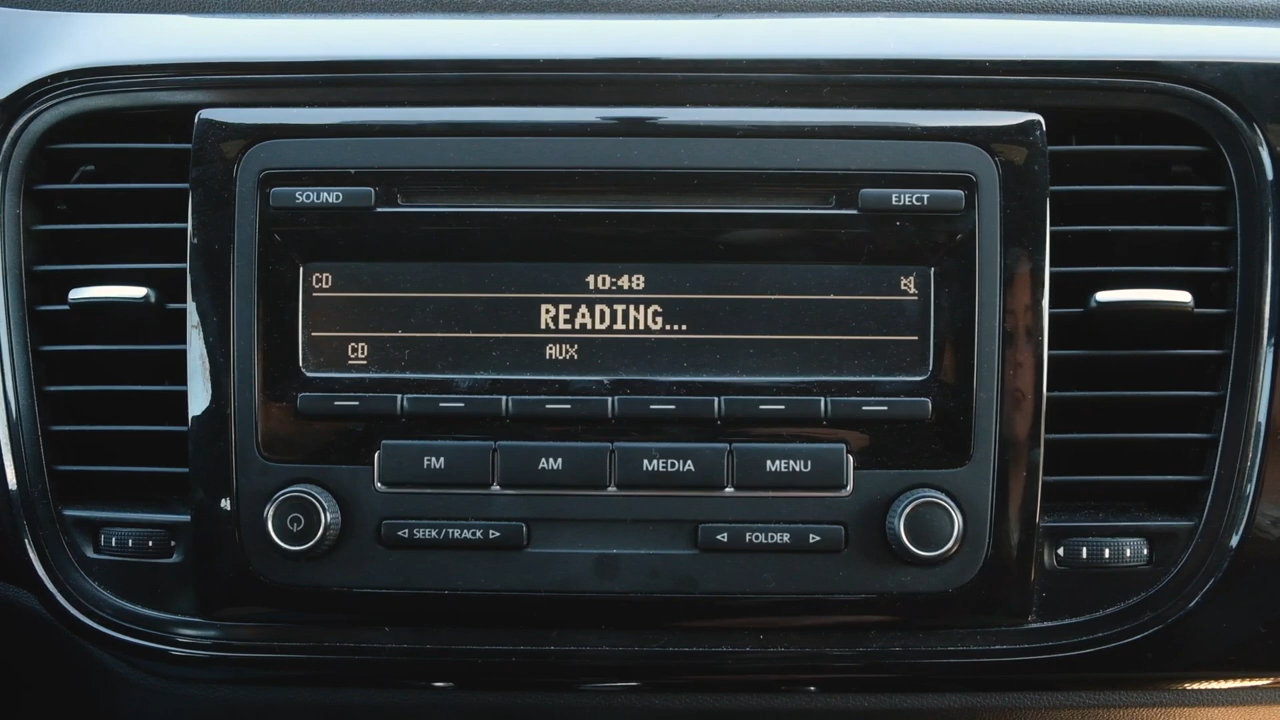 SOUND EJECT
CD 10:48
READING...
CD AUX
FM AM MEDIA MENU
SEEK/TRACK FOLDER